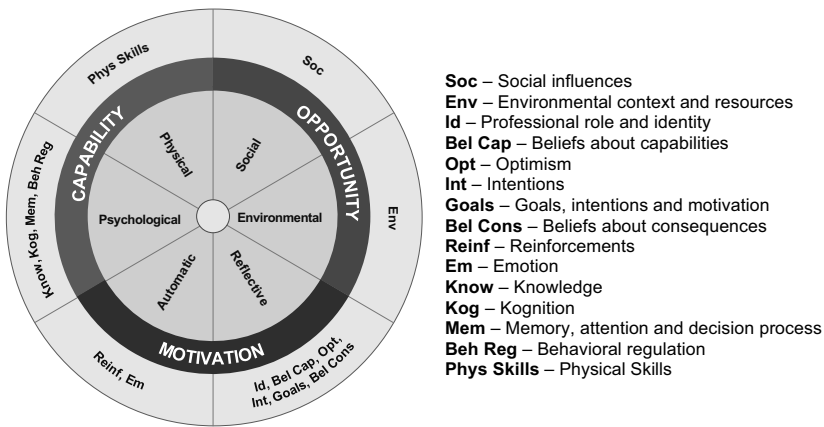 Phys Skills
Soc
CAPABILITY
OPPORTUNITY
Physical
Social
Know, Kog, Mem, Beh Reg
Psychological
Environmental
Env
Automatic
Reflective
MOTIVATION
Reinf, Em
Id, Bel Cap, Opt,
Int, Goals, Bel Cons
Soc – Social influences
Env – Environmental context and resources
Id – Professional role and identity
Bel Cap – Beliefs about capabilities
Opt – Optimism
Int – Intentions
Goals – Goals, intentions and motivation
Bel Cons – Beliefs about consequences
Reinf – Reinforcements
Em – Emotion
Know – Knowledge
Kog – Kognition
Mem – Memory, attention and decision process
Beh Reg – Behavioral regulation
Phys Skills – Physical Skills